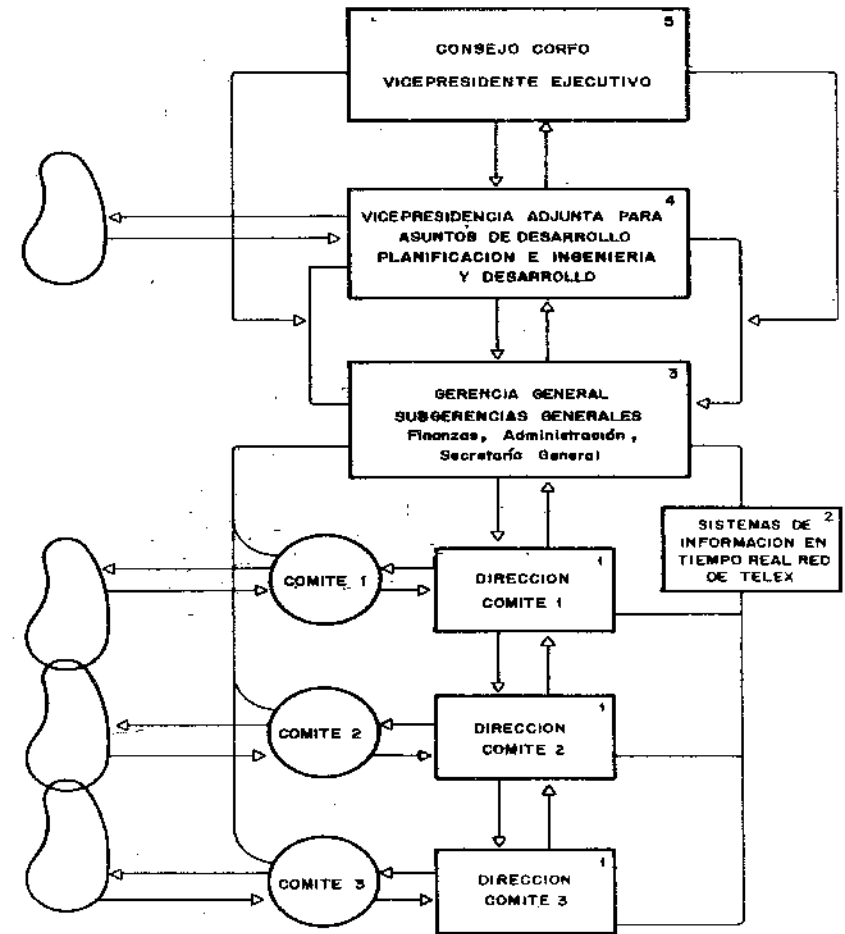 5
CONSEJO CORFO
VICEPRESIDENTE EJECUTIVO
4
VICEPRESIDENCIA ADJUNTA PARA
ASUNTOS DE DESARROLLO
PLANIFICACION E INGENIERIA
Y DESARROLLO
3
GERENCIA GENERAL
SUBGERENCIAS GENERALES
Finanzas, Administración,
Secretaría General
2
SISTEMAS DE
INFORMACION EN
TIEMPO REAL RED
DE TELEX
COMITE 1
1
DIRECCION
COMITE 1
COMITE 2
1
DIRECCION
COMITE 2
COMITE 3
1
DIRECCION
COMITE 3